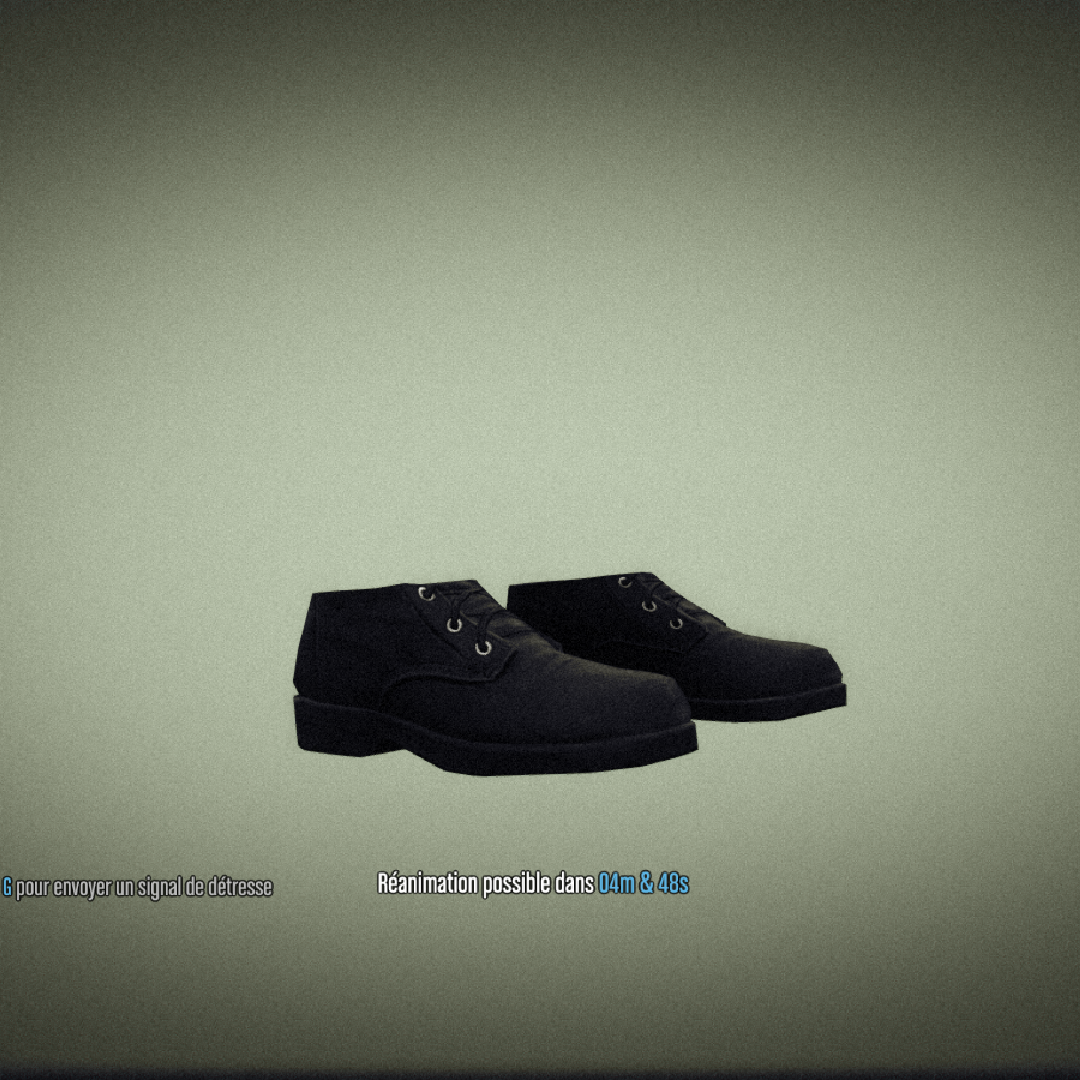 G pour envoyer un signal de détresse
Réanimation possible dans 04m & 48s